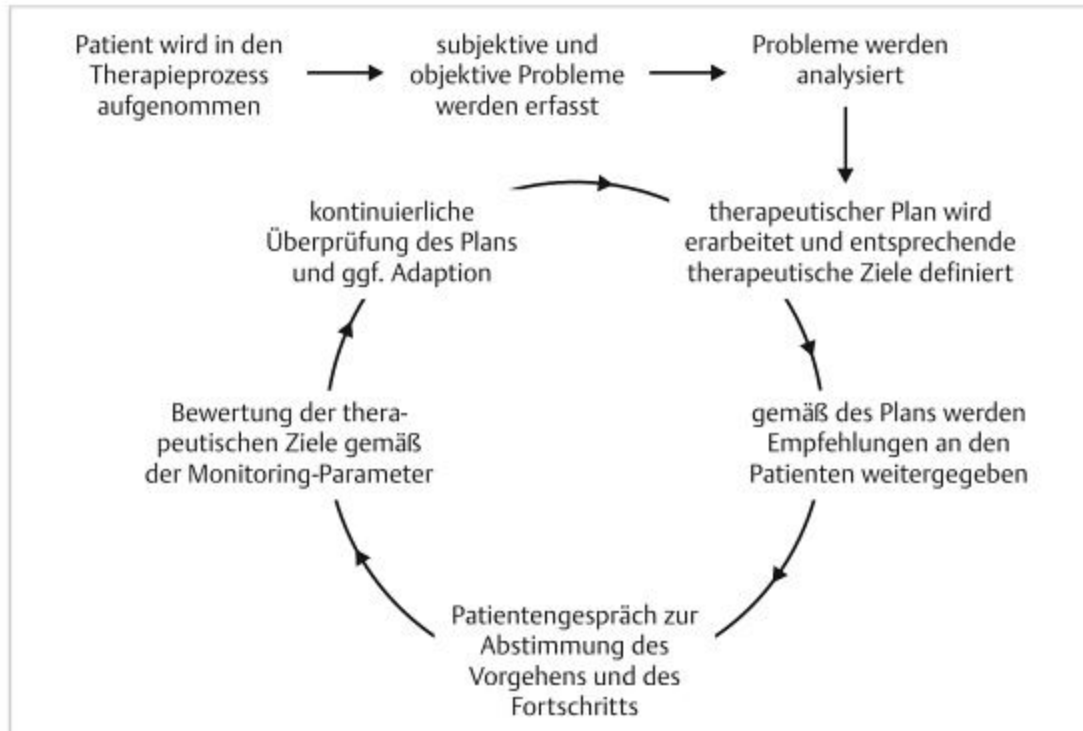 Patient wird in den
Therapieprozess
aufgenommen
subjektive und
objektive Probleme
werden erfasst
Probleme werden
analysiert
therapeutischer Plan wird
erarbeitet und entsprechende
therapeutische Ziele definiert
gemäß des Plans werden
Empfehlungen an den
Patienten weitergegeben
Patientengespräch zur
Abstimmung des
Vorgehens und des
Fortschritts
Bewertung der thera-
peutischen Ziele gemäß
der Monitoring-Parameter
kontinuierliche
Überprüfung des Plans
und ggf. Adaption